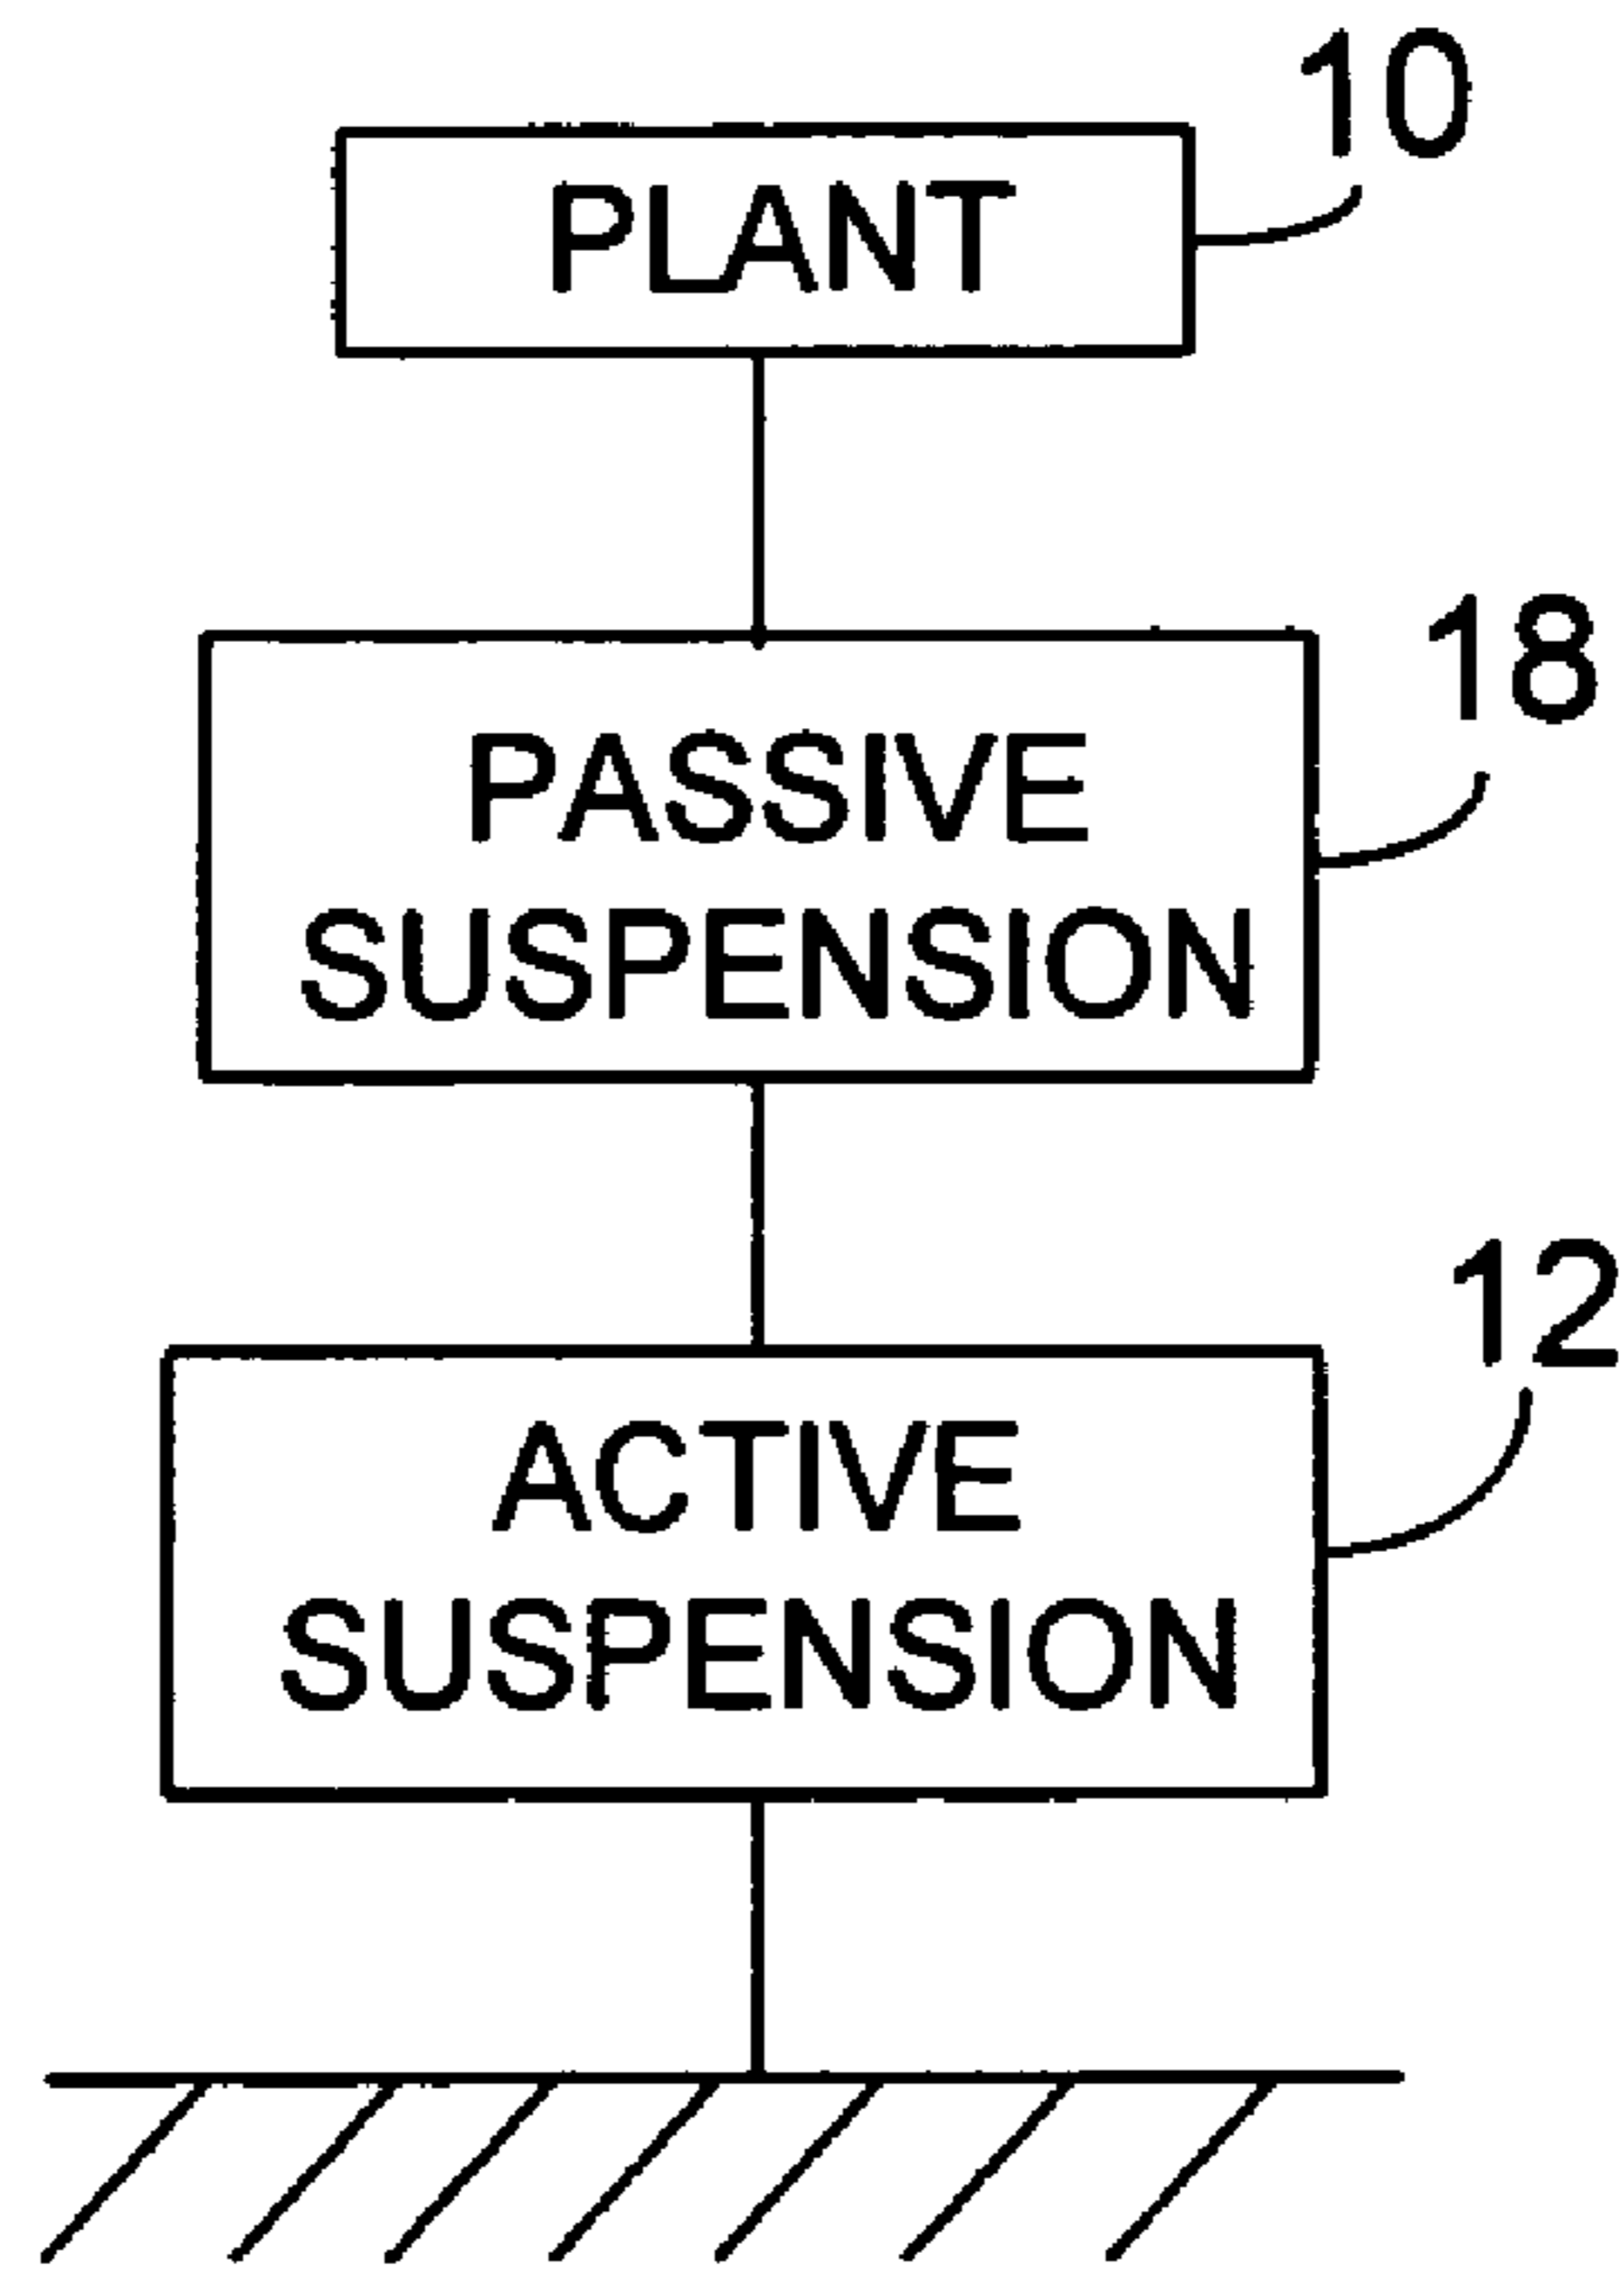 10
PLANT
18
PASSIVE
SUSPENSION
12
ACTIVE
SUSPENSION